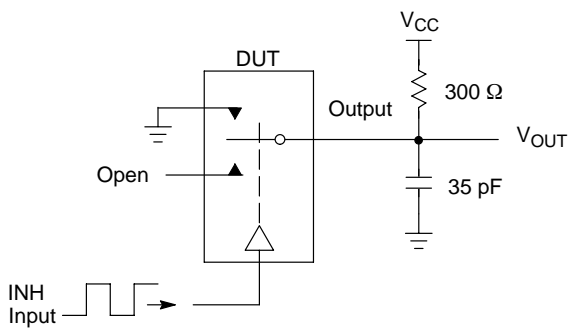 V_CC
DUT
300 Ω
Output
V_OUT
Open
35 pF
INH
Input